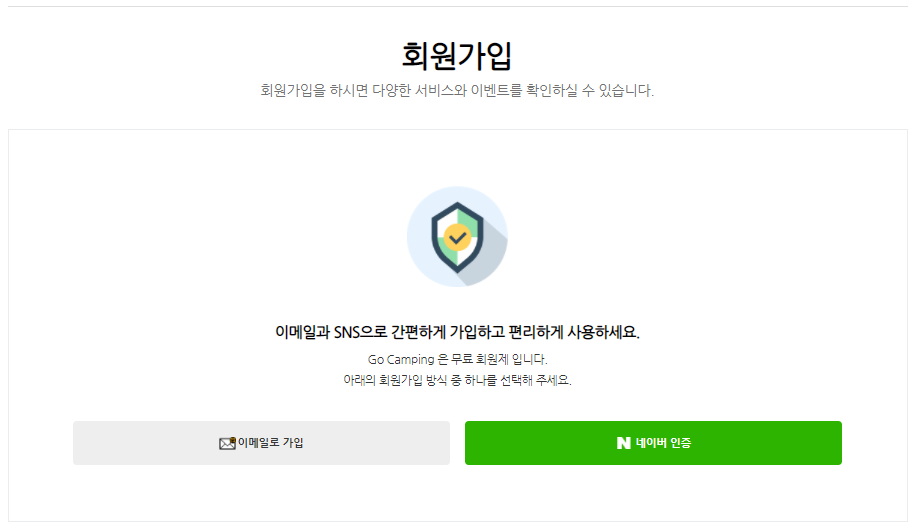 회원가입
회원가입을 하시면 다양한 서비스와 이벤트를 확인하실 수 있습니다.
이메일과 SNS으로 간편하게 가입하고 편리하게 사용하세요.
Go Camping 은 무료 회원제 입니다.
아래의 회원가입 방식 중 하나를 선택해 주세요.
이메일로 가입
N 네이버 인증